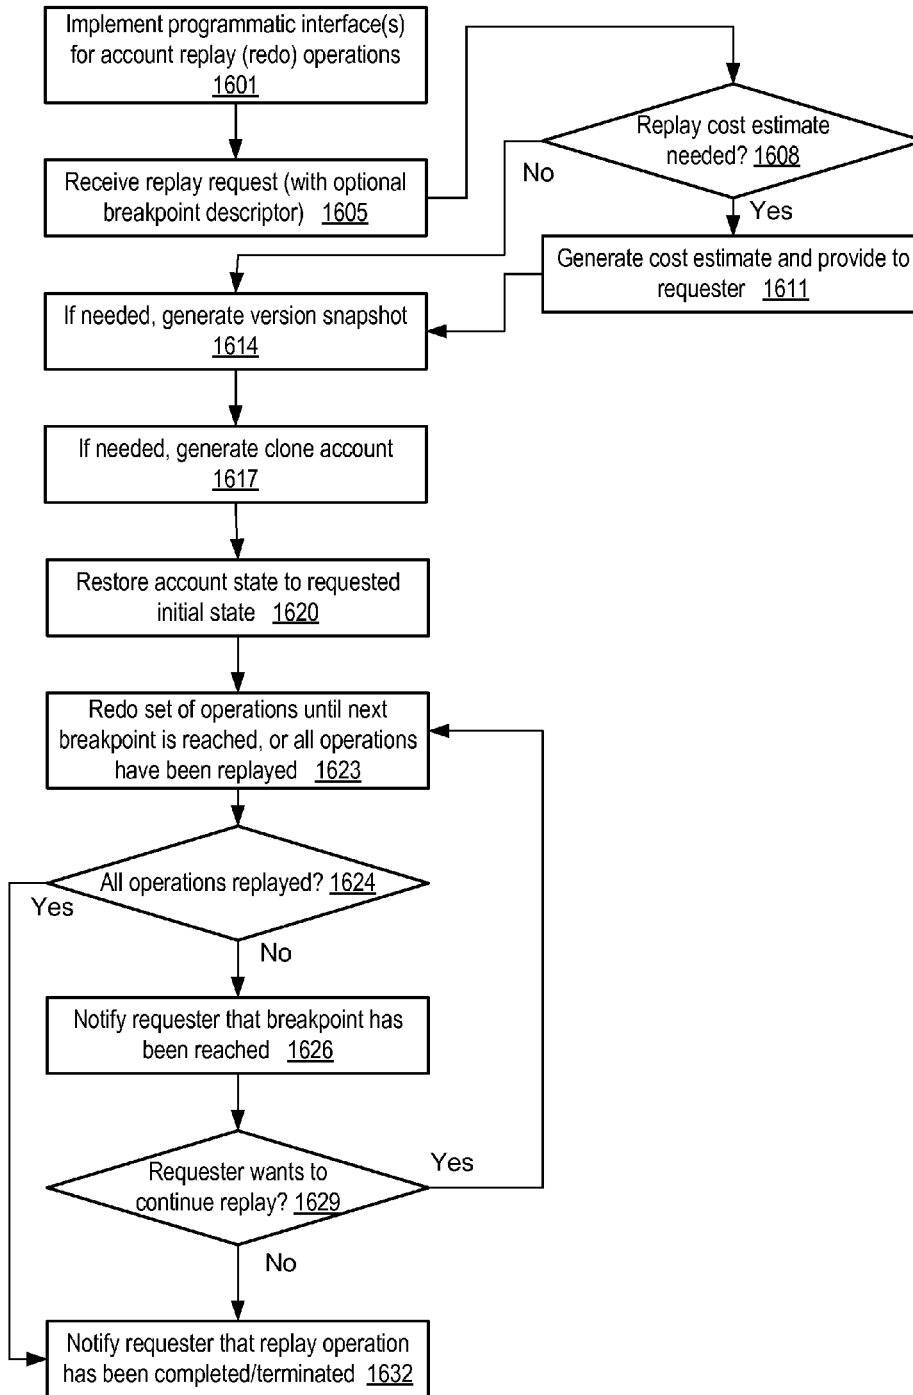 Implement programmatic interface(s)
for account replay (redo) operations
1601
Replay cost estimate
needed? 1608
No
Yes
Receive replay request (with optional
breakpoint descriptor) 1605
Generate cost estimate and provide to
requester 1611
If needed, generate version snapshot
1614
If needed, generate clone account
1617
Restore account state to requested
initial state 1620
Redo set of operations until next
breakpoint is reached, or all operations
have been replayed 1623
All operations replayed? 1624
Yes
No
Notify requester that breakpoint has
been reached 1626
Requester wants to
continue replay? 1629
Yes
No
Notify requester that replay operation
has been completed/terminated 1632